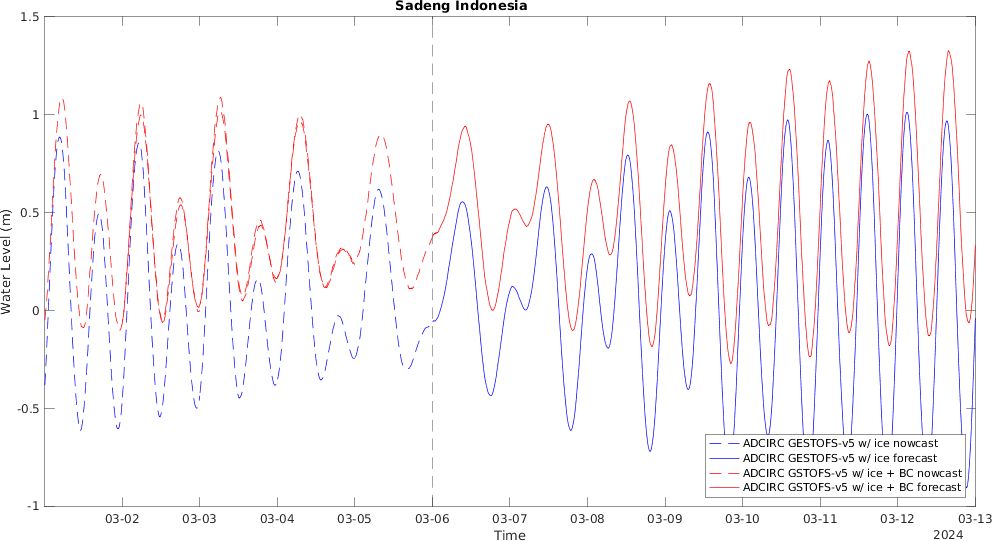 Sadeng Indonesia
1.5
1
0.5
0
-0.5
-1
Water Level (m)
03-02 03-03 03-04 03-05 03-06 03-07 03-08 03-09 03-10 03-11 03-12 03-13
Time
2024
ADCIRC GESTOFS-v5 w/ ice nowcast
ADCIRC GESTOFS-v5 w/ ice forecast
ADCIRC GSTOFS-v5 w/ ice + BC nowcast
ADCIRC GSTOFS-v5 w/ ice + BC forecast